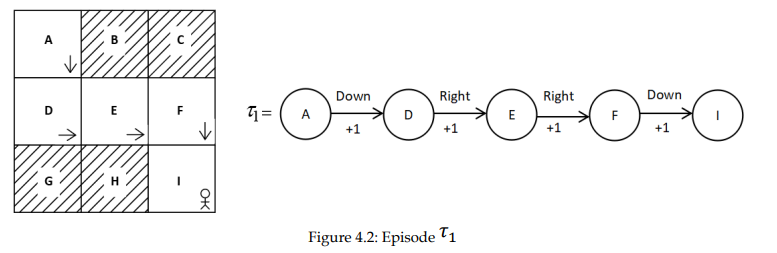 A B C
D E F
G H I
τ1 = A Down +1 D Right +1 E Right +1 F Down +1 I
Figure 4.2: Episode τ1